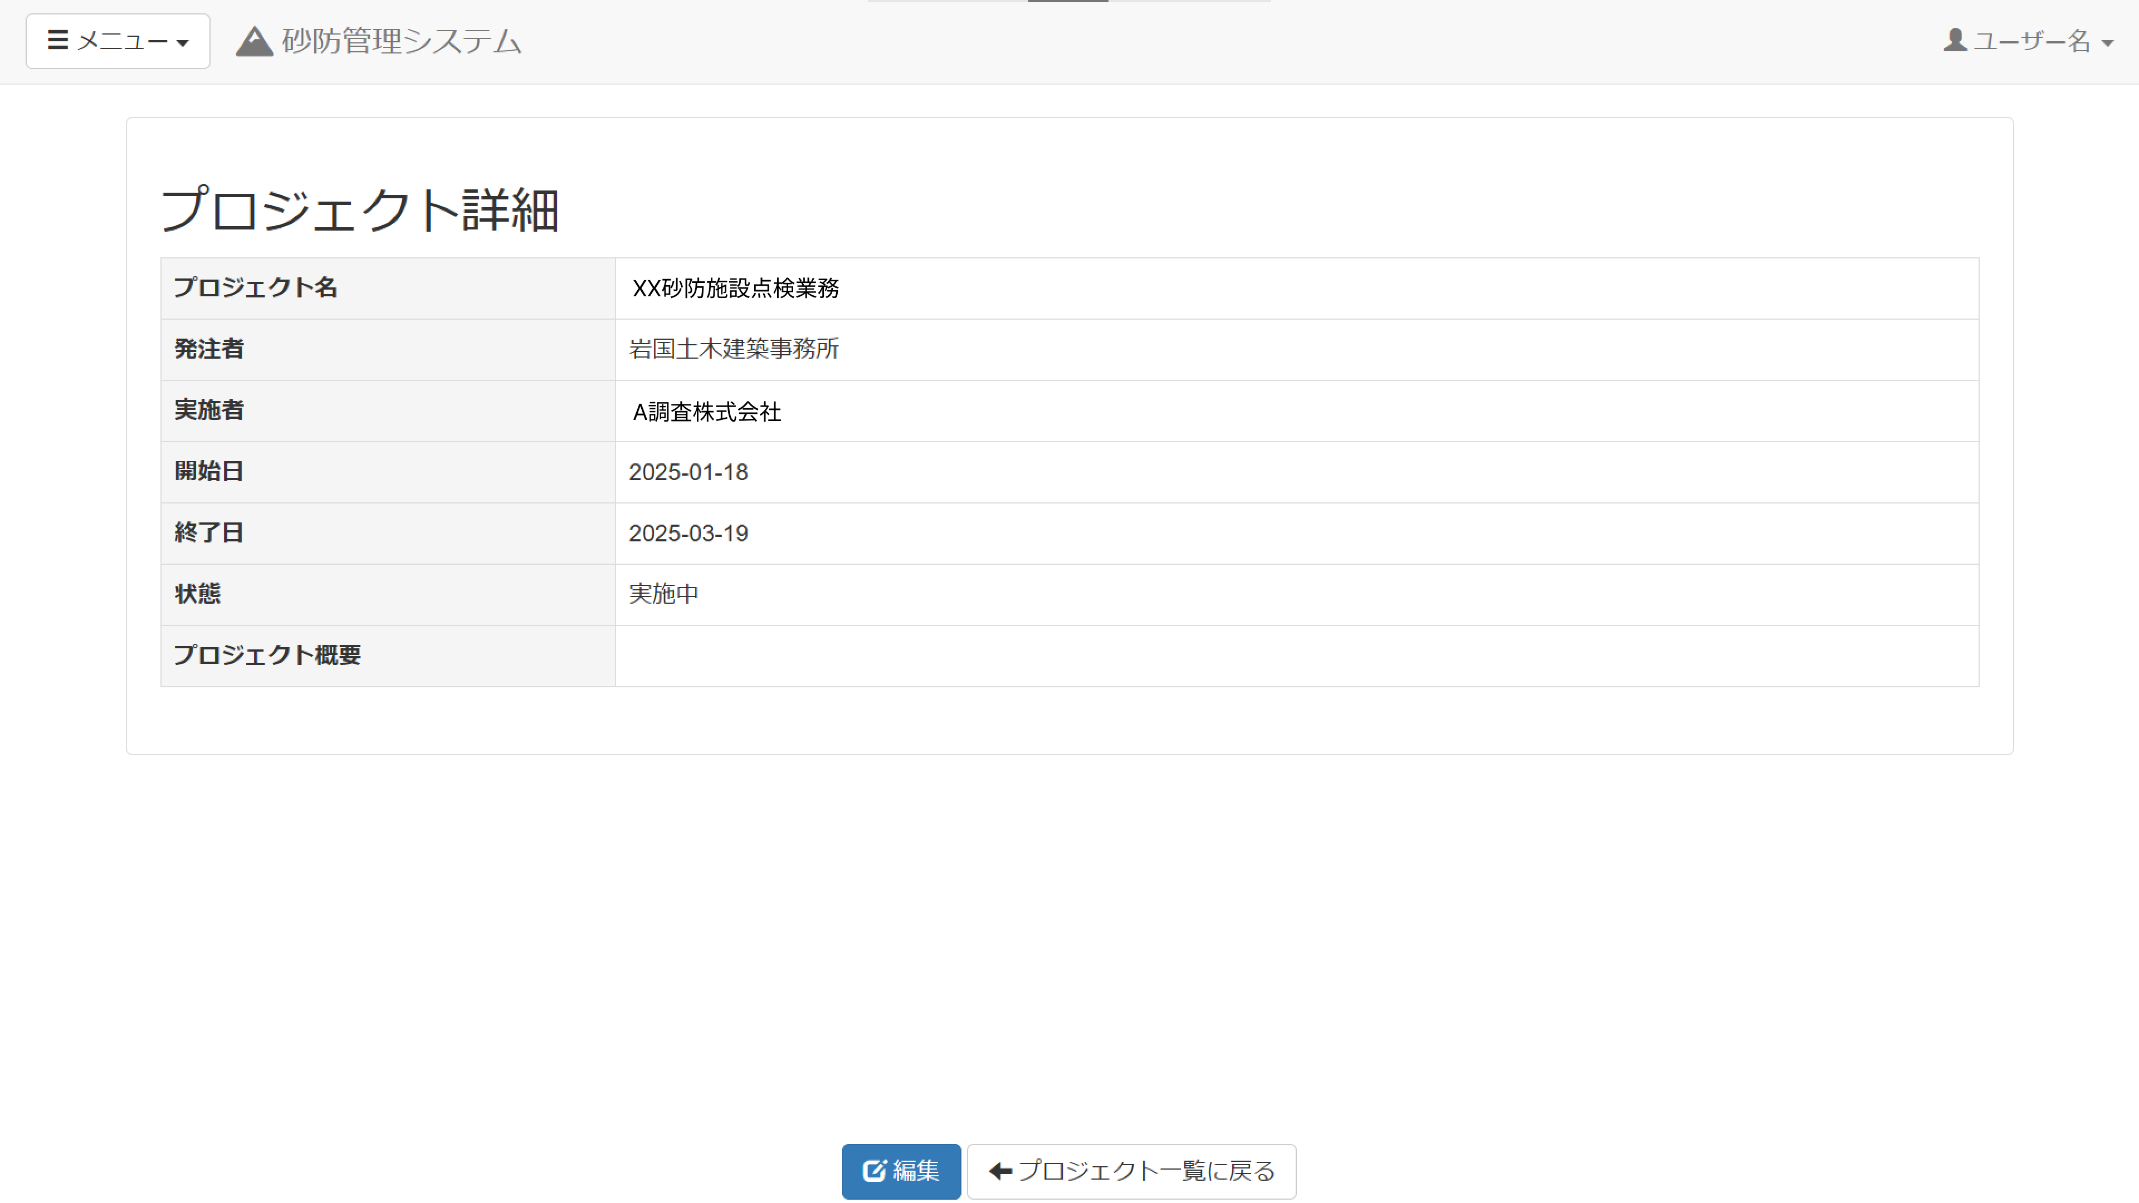 メニュー
砂防管理システム
ユーザー名
プロジェクト詳細
プロジェクト名 XX砂防施設点検業務
発注者 岩国土木建築事務所
実施者 A調査株式会社
開始日 2025-01-18
終了日 2025-03-19
状態 実施中
プロジェクト概要
編集
プロジェクト一覧に戻る